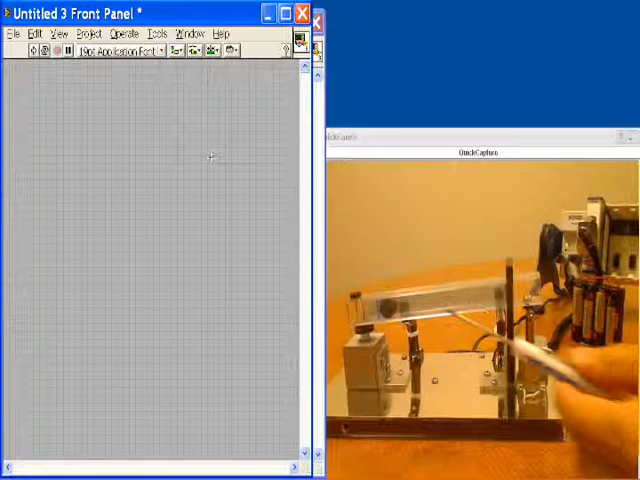 Untitled 3 Front Panel *
File Edit View Project Operate Tools Window Help
19pt Application Font
QuickCapture